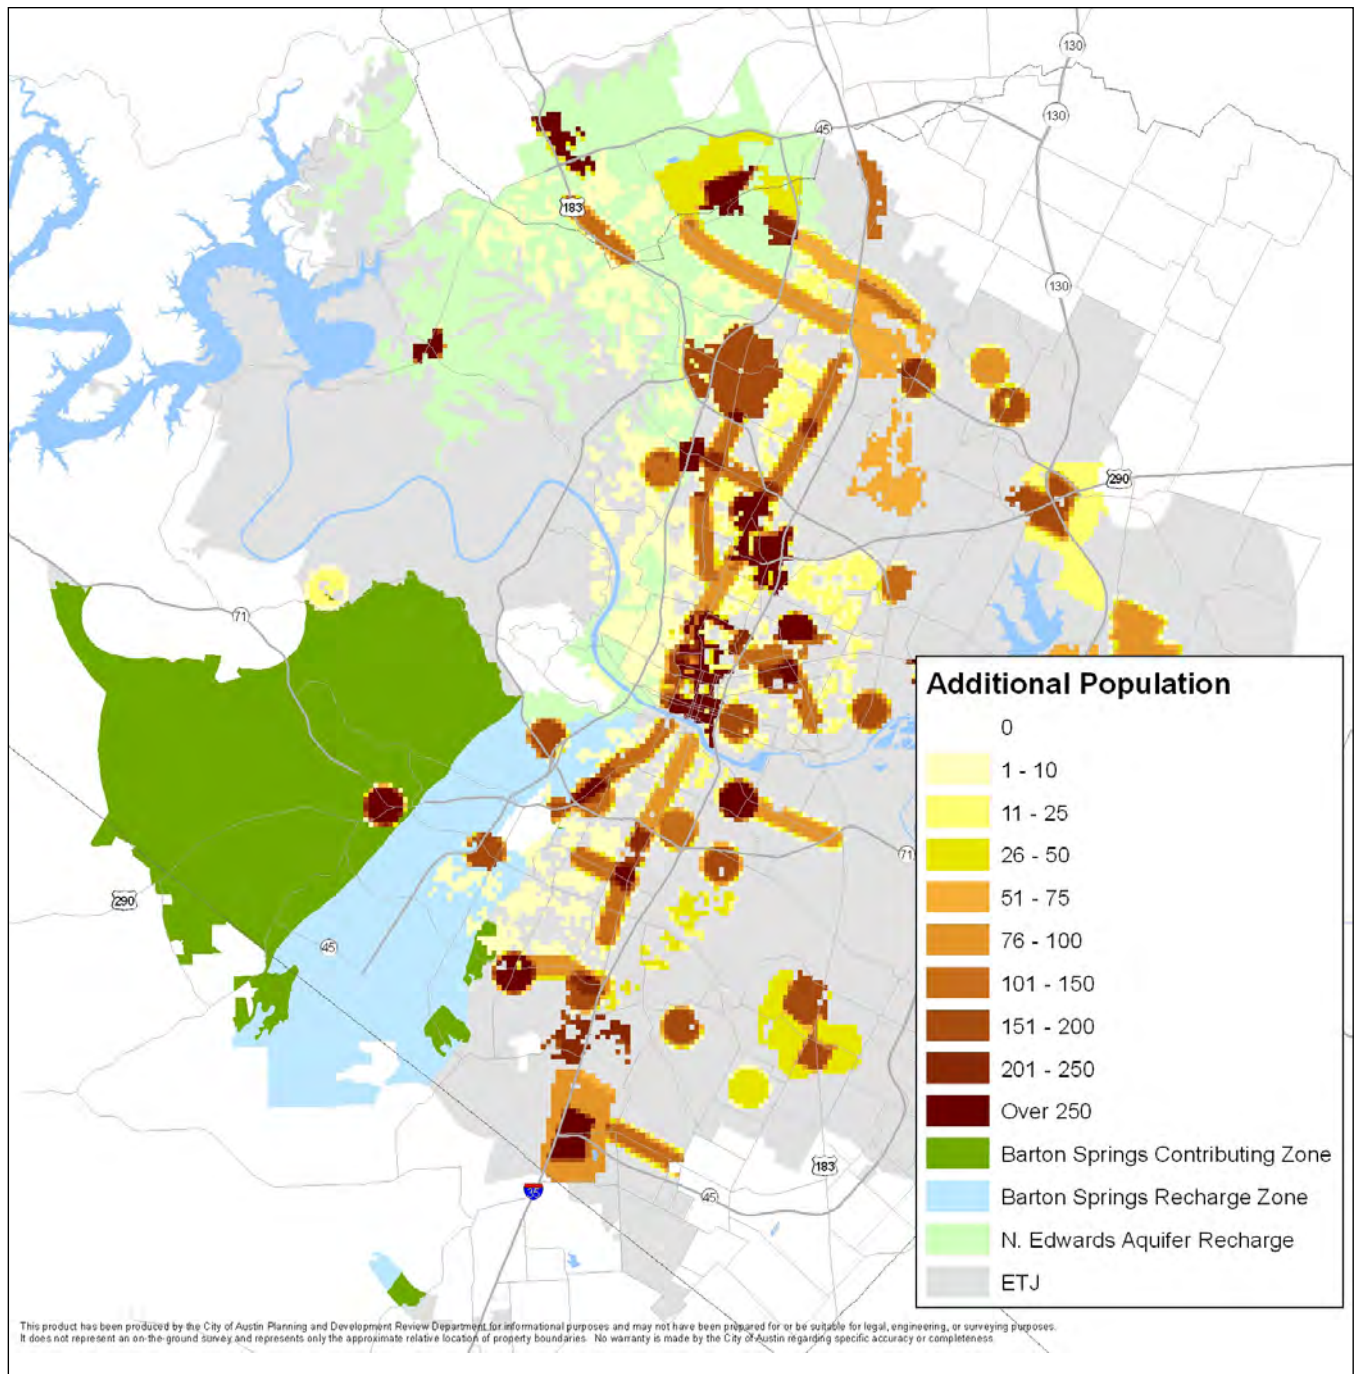 130
130
45
183
130
290
71
Additional Population
0
1 - 10
11 - 25
26 - 50
51 - 75
71
76 - 100
290
45
101 - 150
151 - 200
201 - 250
Over 250
Barton Springs Contributing Zone
183
Barton Springs Recharge Zone
35
45
N. Edwards Aquifer Recharge
ETJ
This product has been produced by the City of Austin Planning and Development Review Department for informational purposes and may not have been prepared for or be suitable for legal, engineering, or surveying purposes.
It does not represent an on-the-ground survey and represents only the approximate relative location of property boundaries. No warranty is made by the City of Austin regarding specific accuracy or completeness.